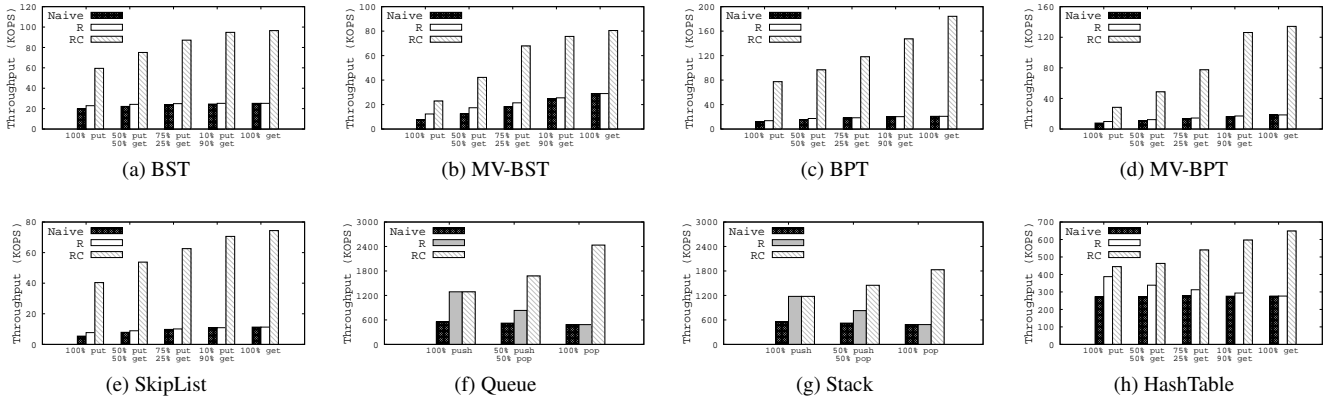 Throughput (KOPS)
120
100
80
60
40
20
0
Naive
R
RC
100% put
50% put
50% get
75% put
25% get
10% put
90% get
100% get
(a) BST
Throughput (KOPS)
100
80
60
40
20
0
Naive
R
RC
100% put
50% put
50% get
75% put
25% get
10% put
90% get
100% get
(b) MV-BST
Throughput (KOPS)
200
160
120
80
40
0
Naive
R
RC
100% put
50% put
50% get
75% put
25% get
10% put
90% get
100% get
(c) BPT
Throughput (KOPS)
160
120
80
40
0
Naive
R
RC
100% put
50% put
50% get
75% put
25% get
10% put
90% get
100% get
(d) MV-BPT
Throughput (KOPS)
80
60
40
20
0
Naive
R
RC
100% put
50% put
50% get
75% put
25% get
10% put
90% get
100% get
(e) SkipList
Throughput (KOPS)
3000
2400
1800
1200
600
0
Naive
R
RC
100% push
50% push
50% pop
100% pop
(f) Queue
Throughput (KOPS)
3000
2400
1800
1200
600
0
Naive
R
RC
100% push
50% push
50% pop
100% pop
(g) Stack
Throughput (KOPS)
700
600
500
400
300
200
100
0
Naive
R
RC
100% put
50% put
50% get
75% put
25% get
10% put
90% get
100% get
(h) HashTable